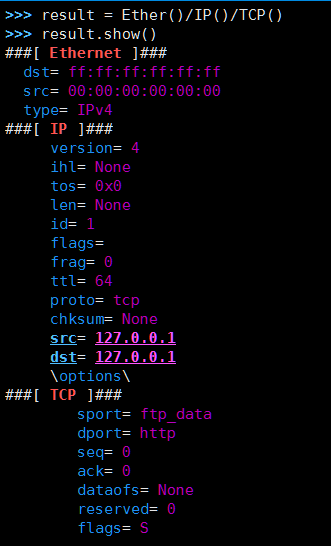 >>> result = Ether()/IP()/TCP()
>>> result.show()
###[ Ethernet ]###
  dst= ff:ff:ff:ff:ff:ff
  src= 00:00:00:00:00:00
  type= IPv4
###[ IP ]###
     version= 4
     ihl= None
     tos= 0x0
     len= None
     id= 1
     flags=
     frag= 0
     ttl= 64
     proto= tcp
     chksum= None
     src= 127.0.0.1
     dst= 127.0.0.1
     \options\
###[ TCP ]###
        sport= ftp_data
        dport= http
        seq= 0
        ack= 0
        dataofs= None
        reserved= 0
        flags= S